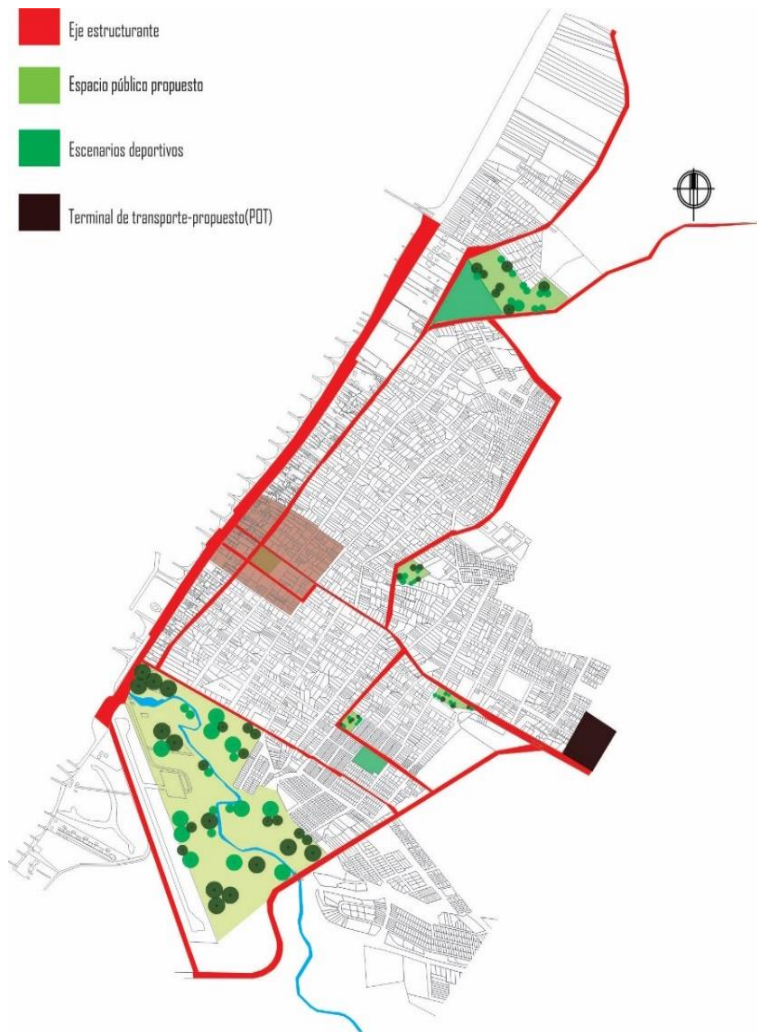 Eje estructurante
Espacio público propuesto
Escenarios deportivos
Terminal de transporte-propuesto(POT)